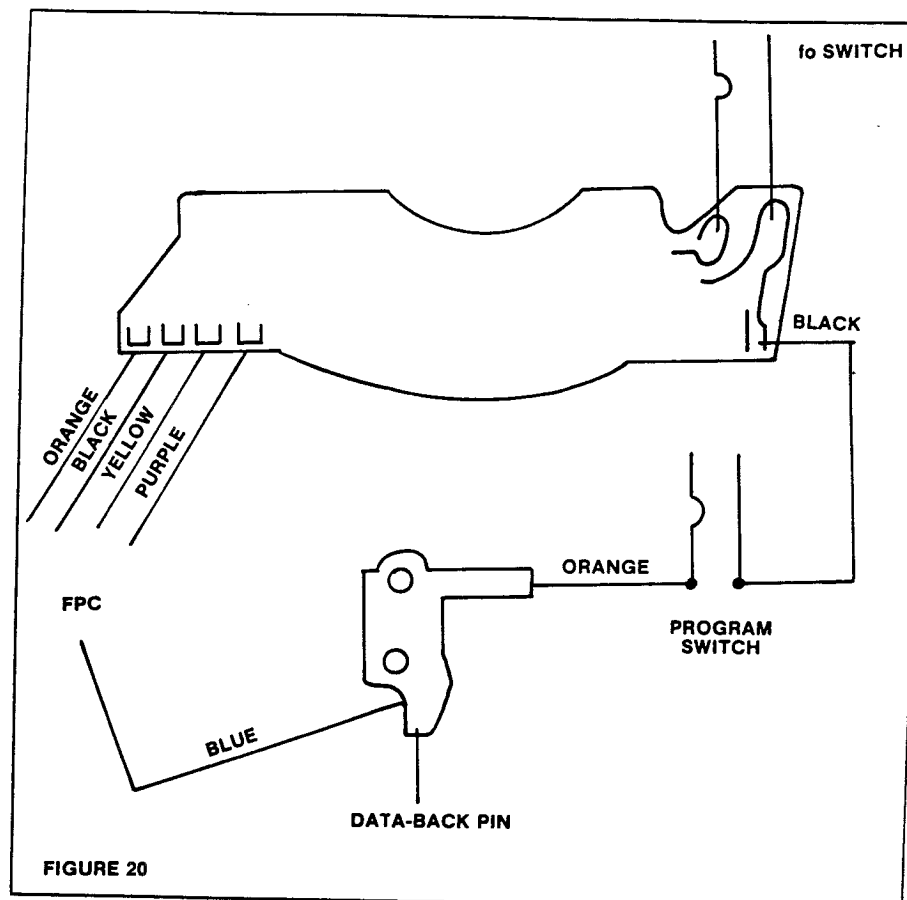 fo SWITCH
BLACK
ORANGE
BLACK
YELLOW
PURPLE
ORANGE
FPC
PROGRAM
SWITCH
BLUE
DATA-BACK PIN
FIGURE 20